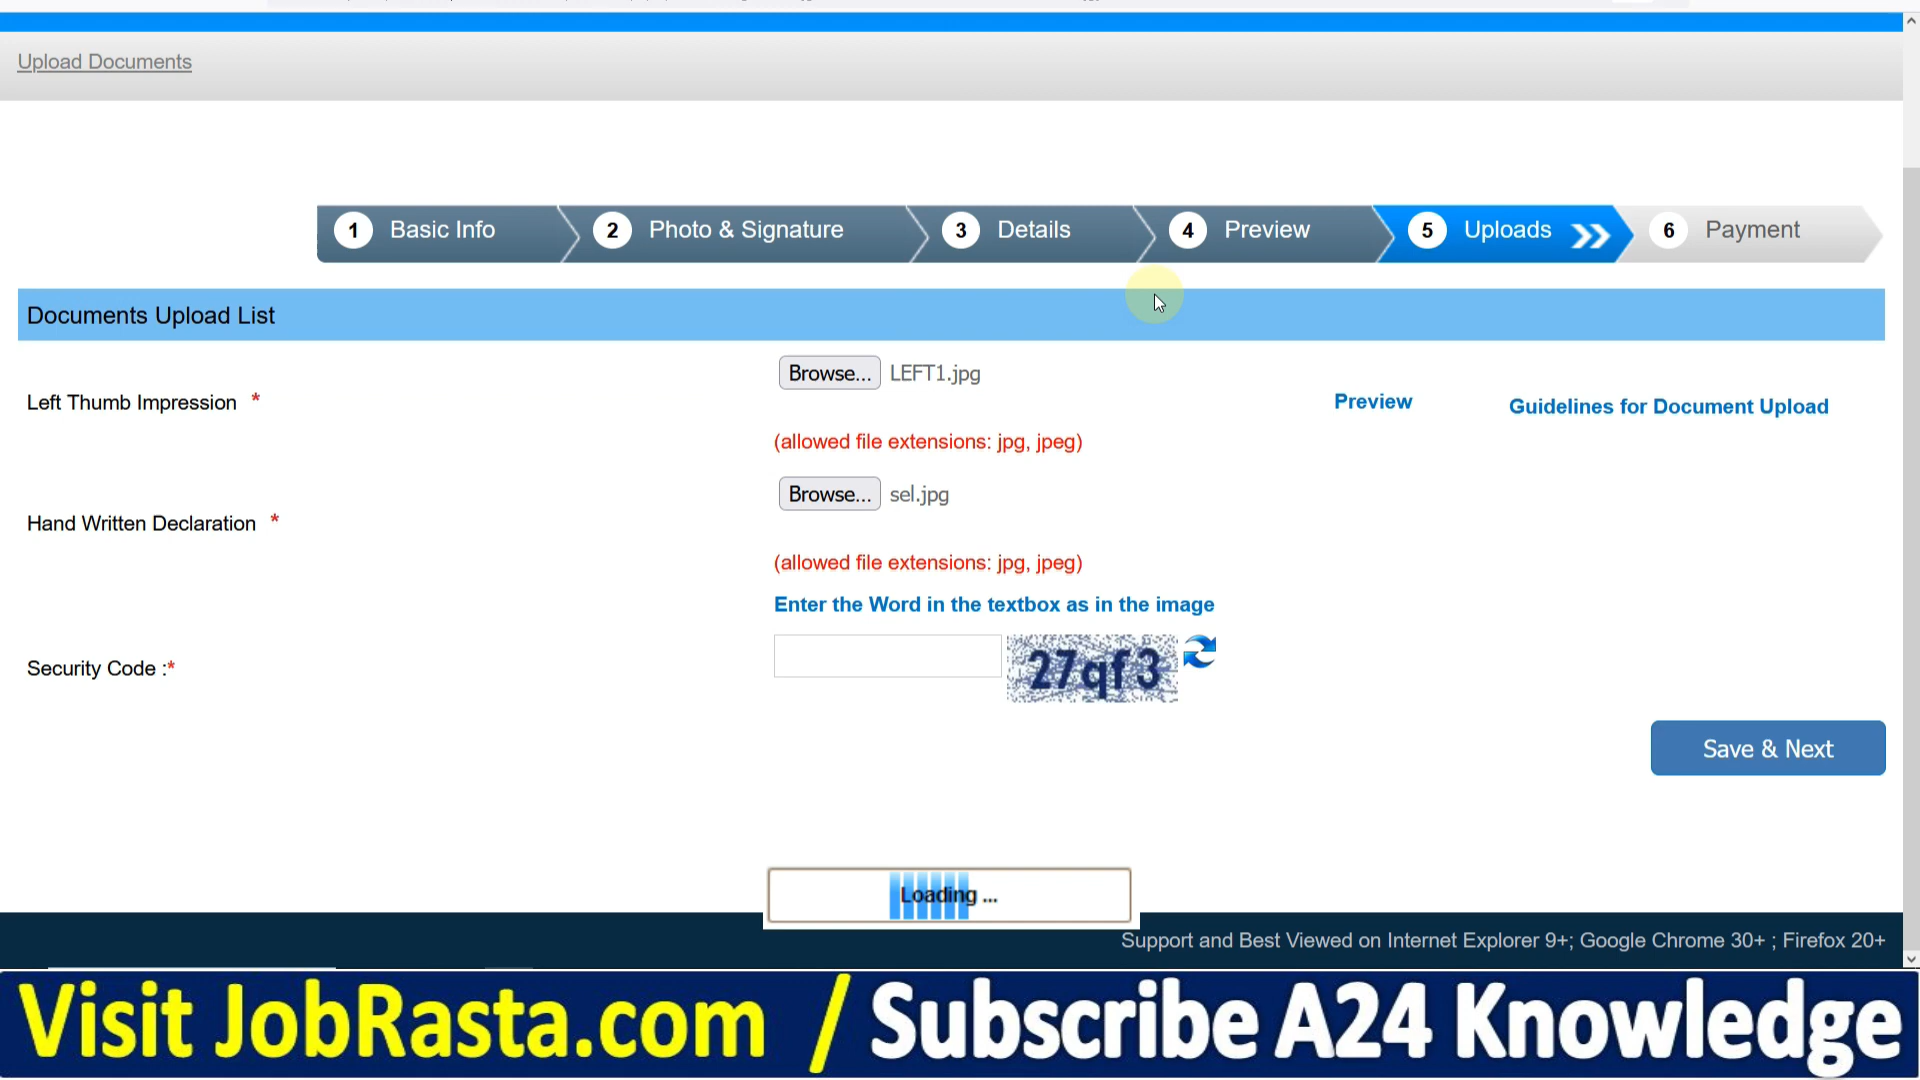 Upload Documents
1 Basic Info 2 Photo & Signature 3 Details 4 Preview 5 Uploads 6 Payment
Documents Upload List
Browse... LEFT1.jpg
Left Thumb Impression * Preview Guidelines for Document Upload
(allowed file extensions: jpg, jpeg)
Browse... sel.jpg
Hand Written Declaration *
(allowed file extensions: jpg, jpeg)
Enter the Word in the textbox as in the image
Security Code :* 27qf3
Save & Next
Loading ...
Support and Best Viewed on Internet Explorer 9+; Google Chrome 30+ ; Firefox 20+
Visit JobRasta.com / Subscribe A24 Knowledge